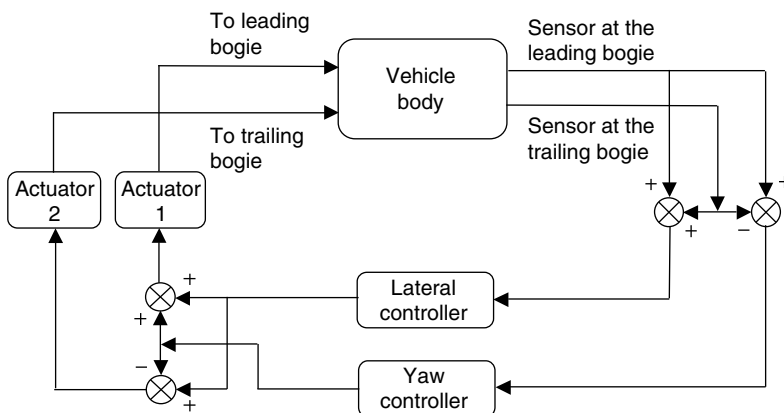 To leading
bogie
Sensor at the
leading bogie
Vehicle
body
To trailing
bogie
Sensor at the
trailing bogie
Actuator
2
Actuator
1
+
−
+
−
+
Lateral
controller
+
−
+
Yaw
controller